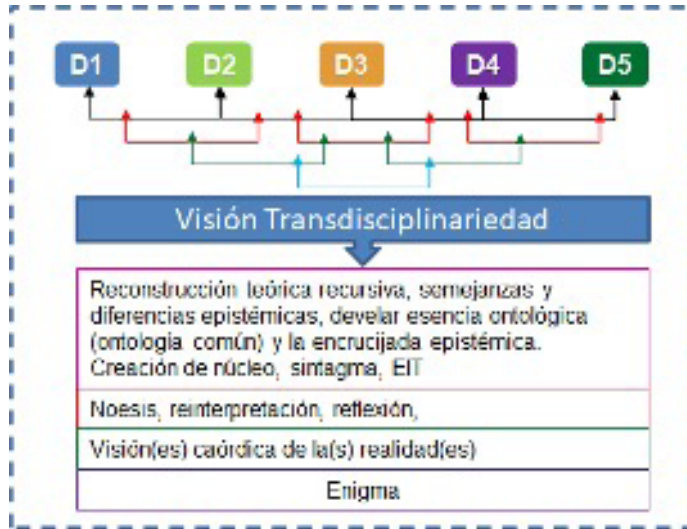 D1 D2 D3 D4 D5
Visión Transdisciplinariedad
Reconstrucción teórica recursiva, semejanzas y
diferencias epistémicas, develar esencia ontológica
(ontología común) y la encrucijada epistémica.
Creación de núcleo, sintagma, EIT
Noesis, reinterpretación, reflexión,
Visión(es) caórdica de la(s) realidad(es)
Enigma